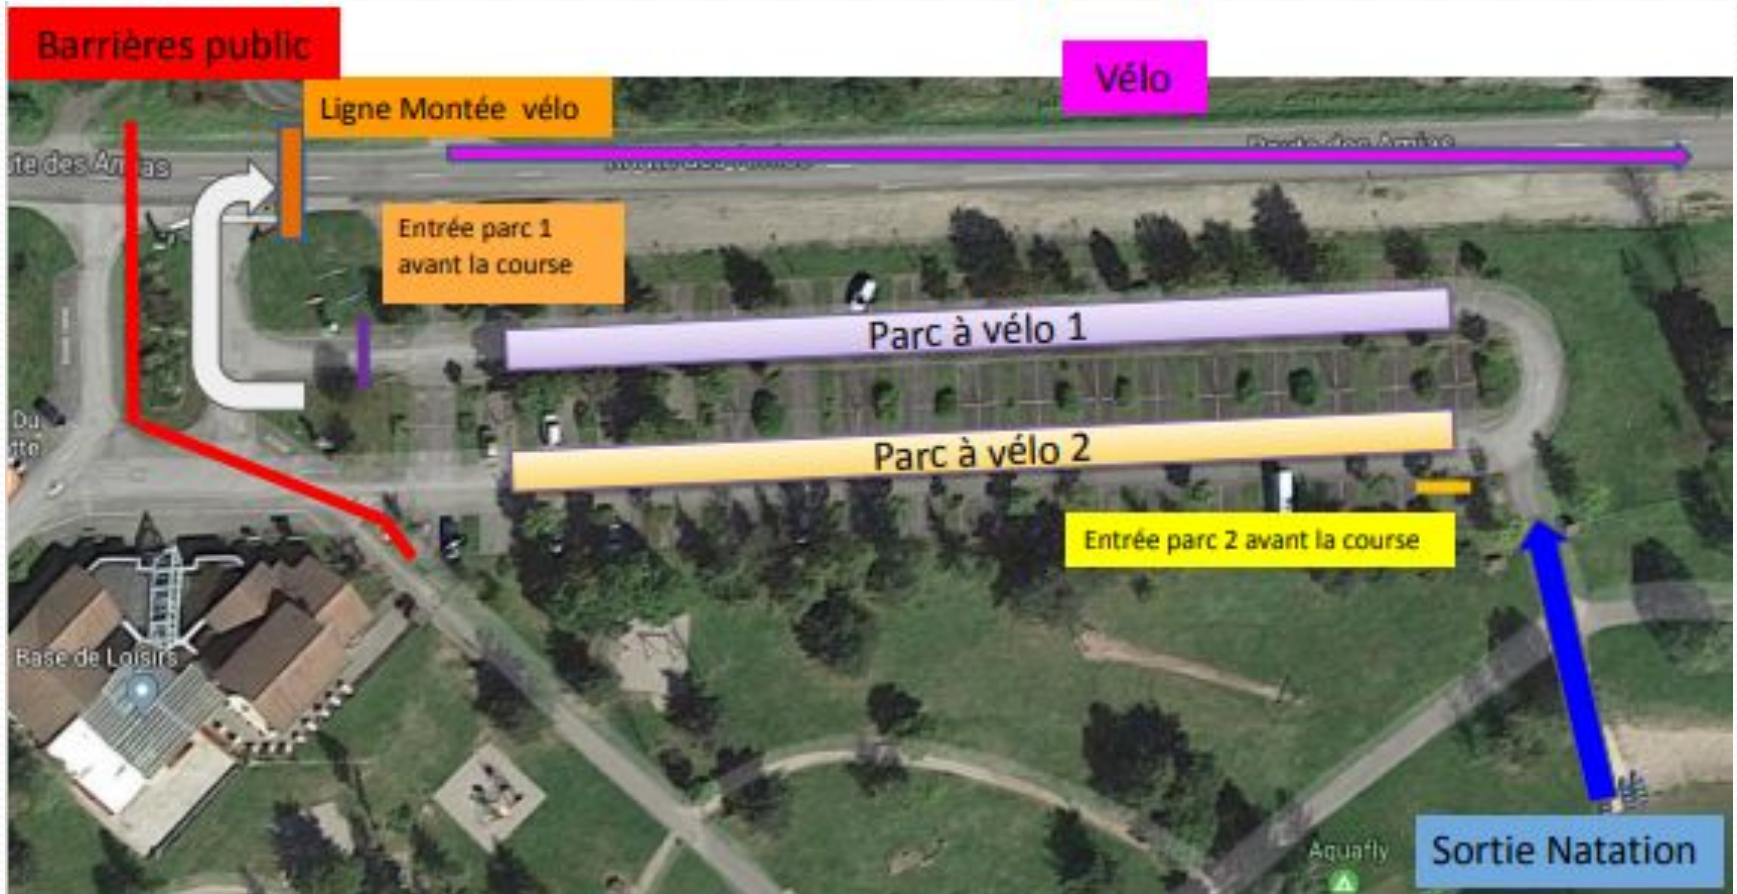 Barrières public
Vélo
Ligne Montée vélo
Entrée parc 1
avant la course
Parc à vélo 1
Parc à vélo 2
Du
Entrée parc 2 avant la course
Base de Loisirs
Aquafly
Sortie Natation